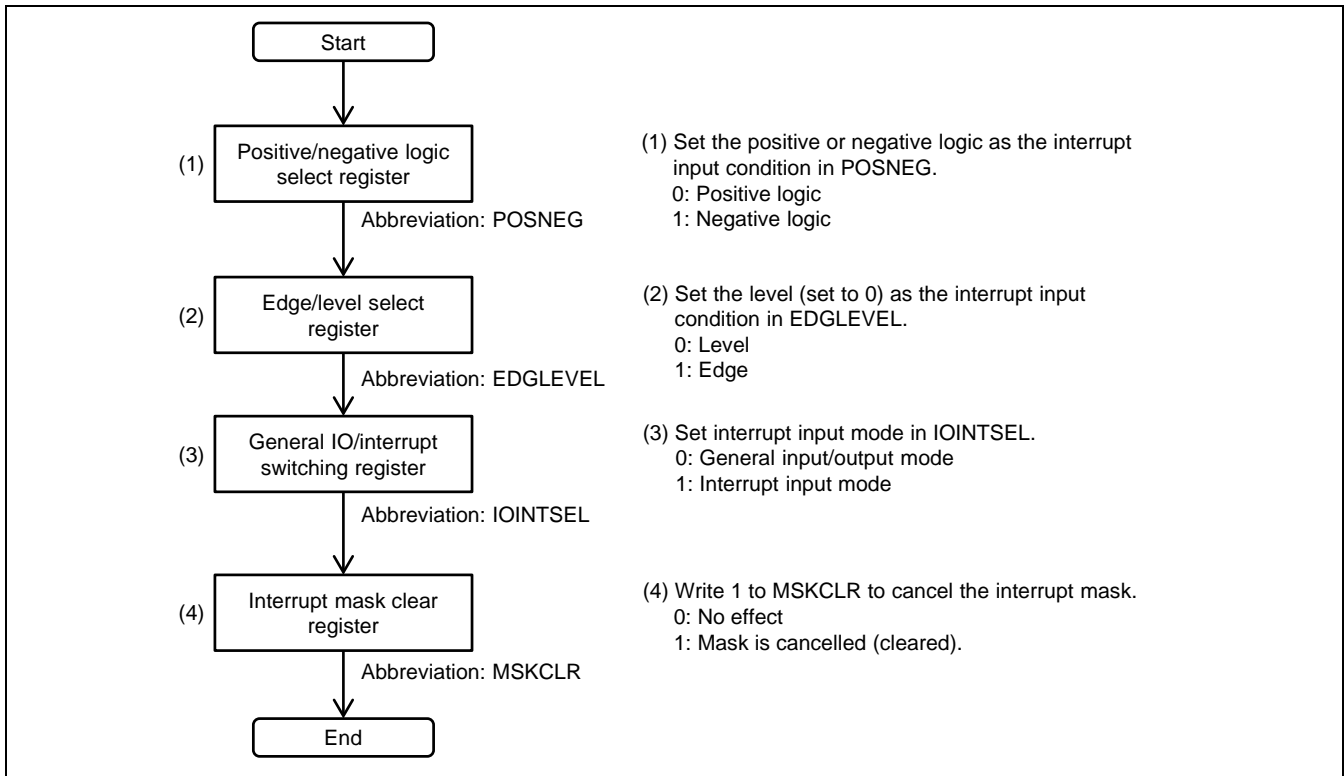 Start
(1)
Positive/negative logic
select register
Abbreviation: POSNEG
(1) Set the positive or negative logic as the interrupt
input condition in POSNEG.
0: Positive logic
1: Negative logic
(2)
Edge/level select
register
Abbreviation: EDGLEVEL
(2) Set the level (set to 0) as the interrupt input
condition in EDGLEVEL.
0: Level
1: Edge
(3)
General IO/interrupt
switching register
Abbreviation: IOINTSEL
(3) Set interrupt input mode in IOINTSEL.
0: General input/output mode
1: Interrupt input mode
(4)
Interrupt mask clear
register
Abbreviation: MSKCLR
(4) Write 1 to MSKCLR to cancel the interrupt mask.
0: No effect
1: Mask is cancelled (cleared).
End